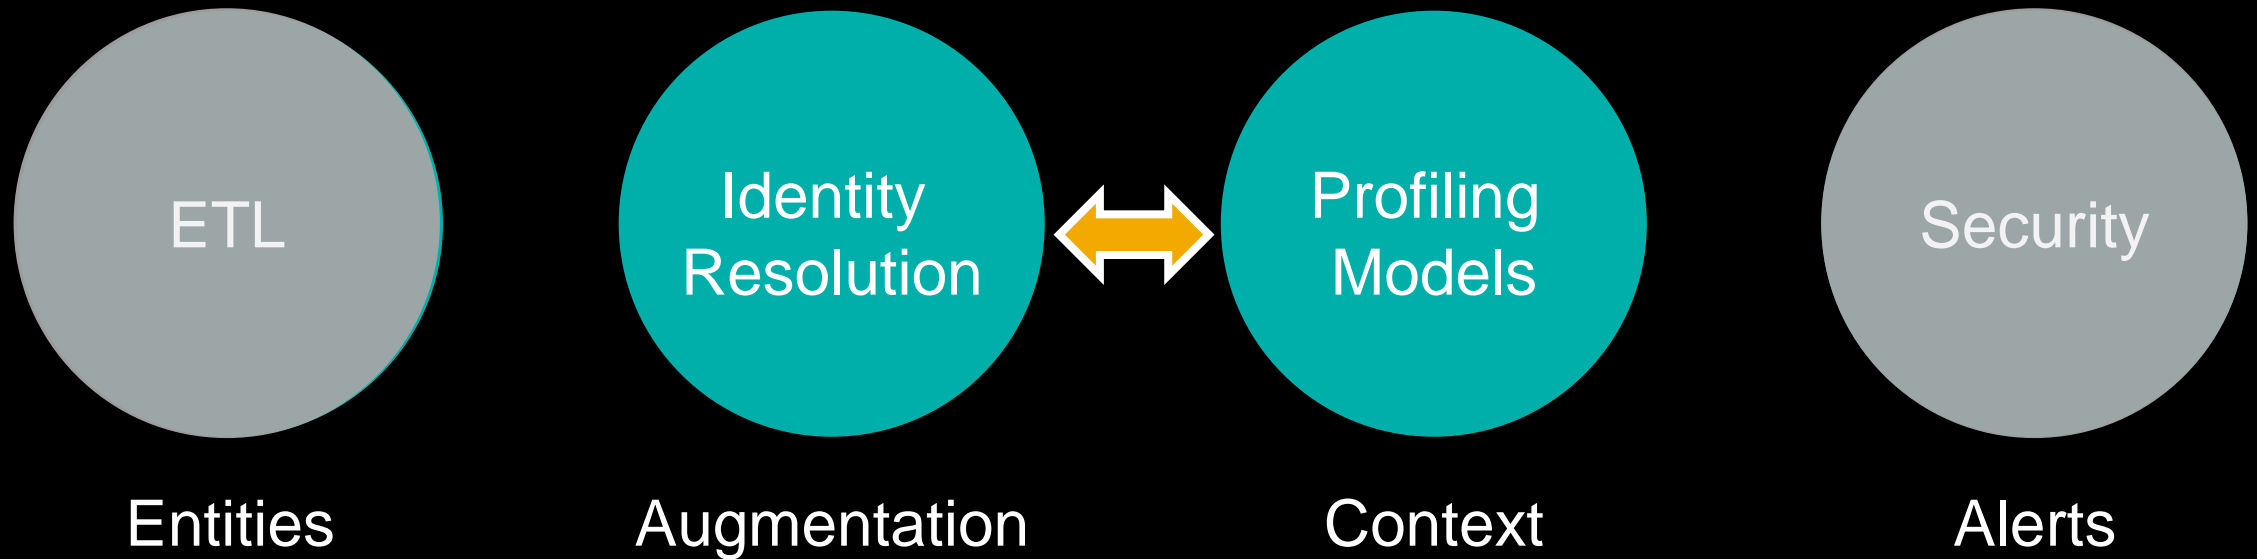 ETL
Identity
Resolution
Profiling
Models
Security
Entities
Augmentation
Context
Alerts